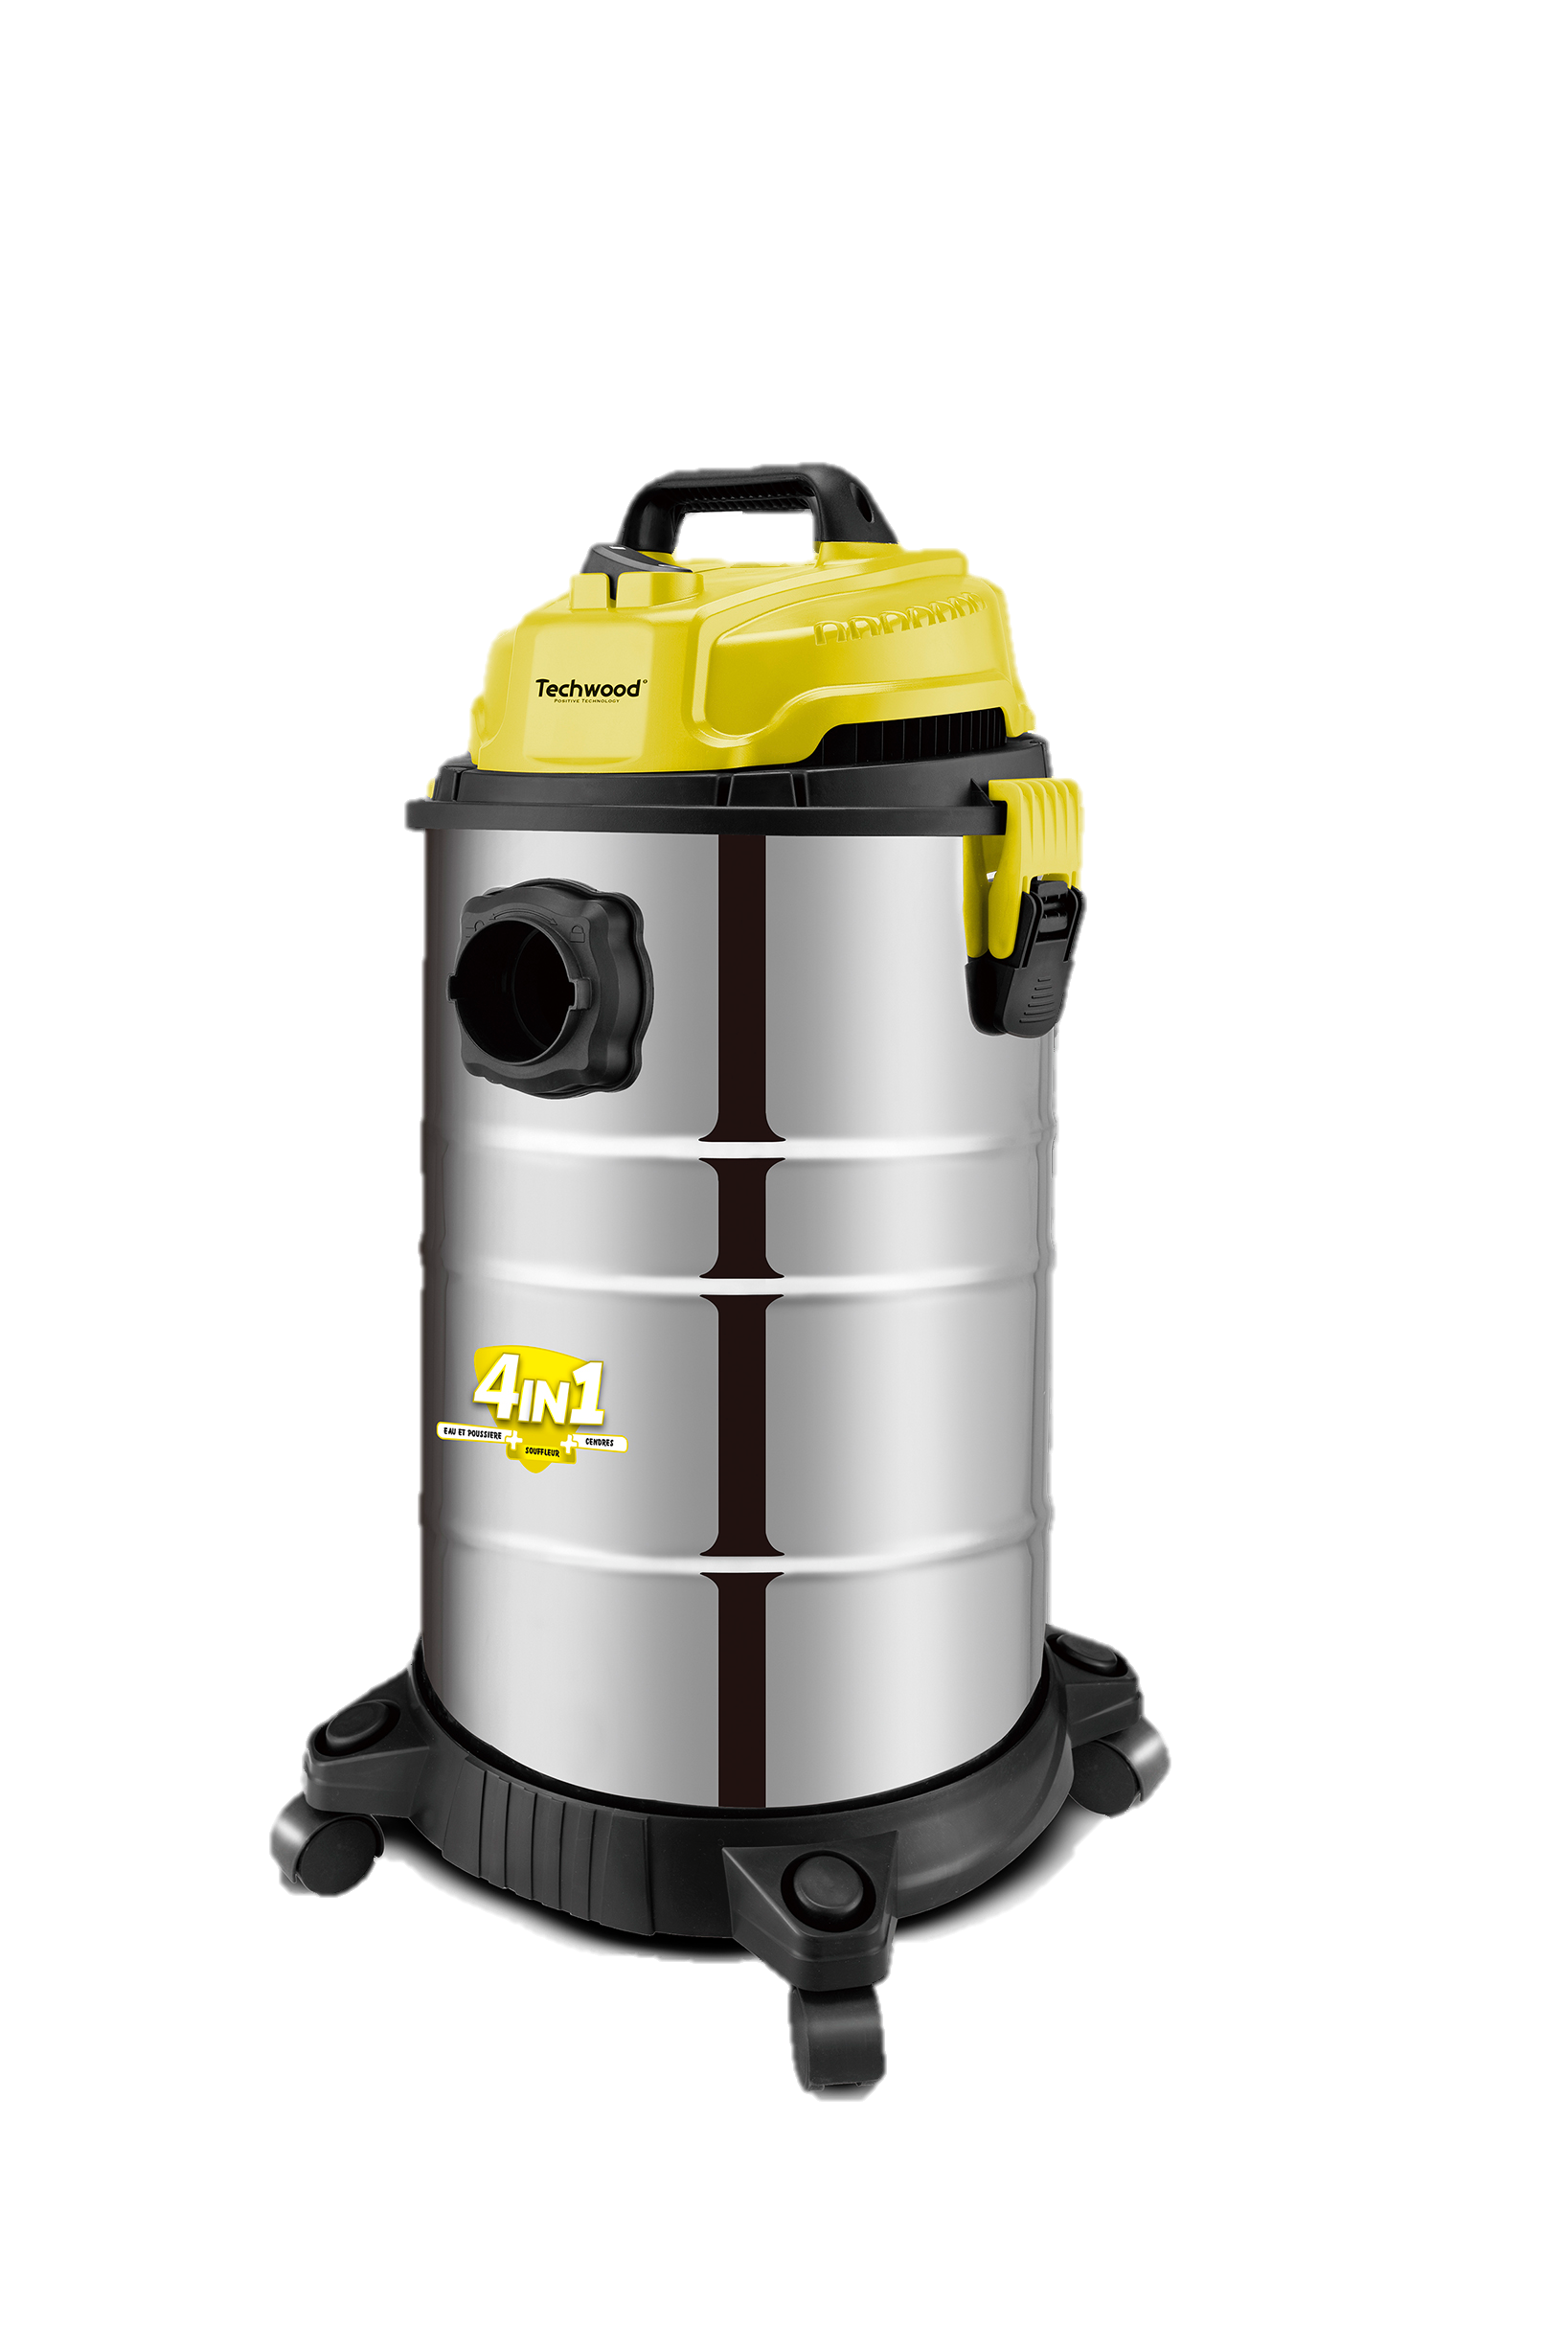 Techwood®
POSITIVE TECHNOLOGY
4IN1
EAU ET POUSSIERE + SOUFFLEUR + CENDRES